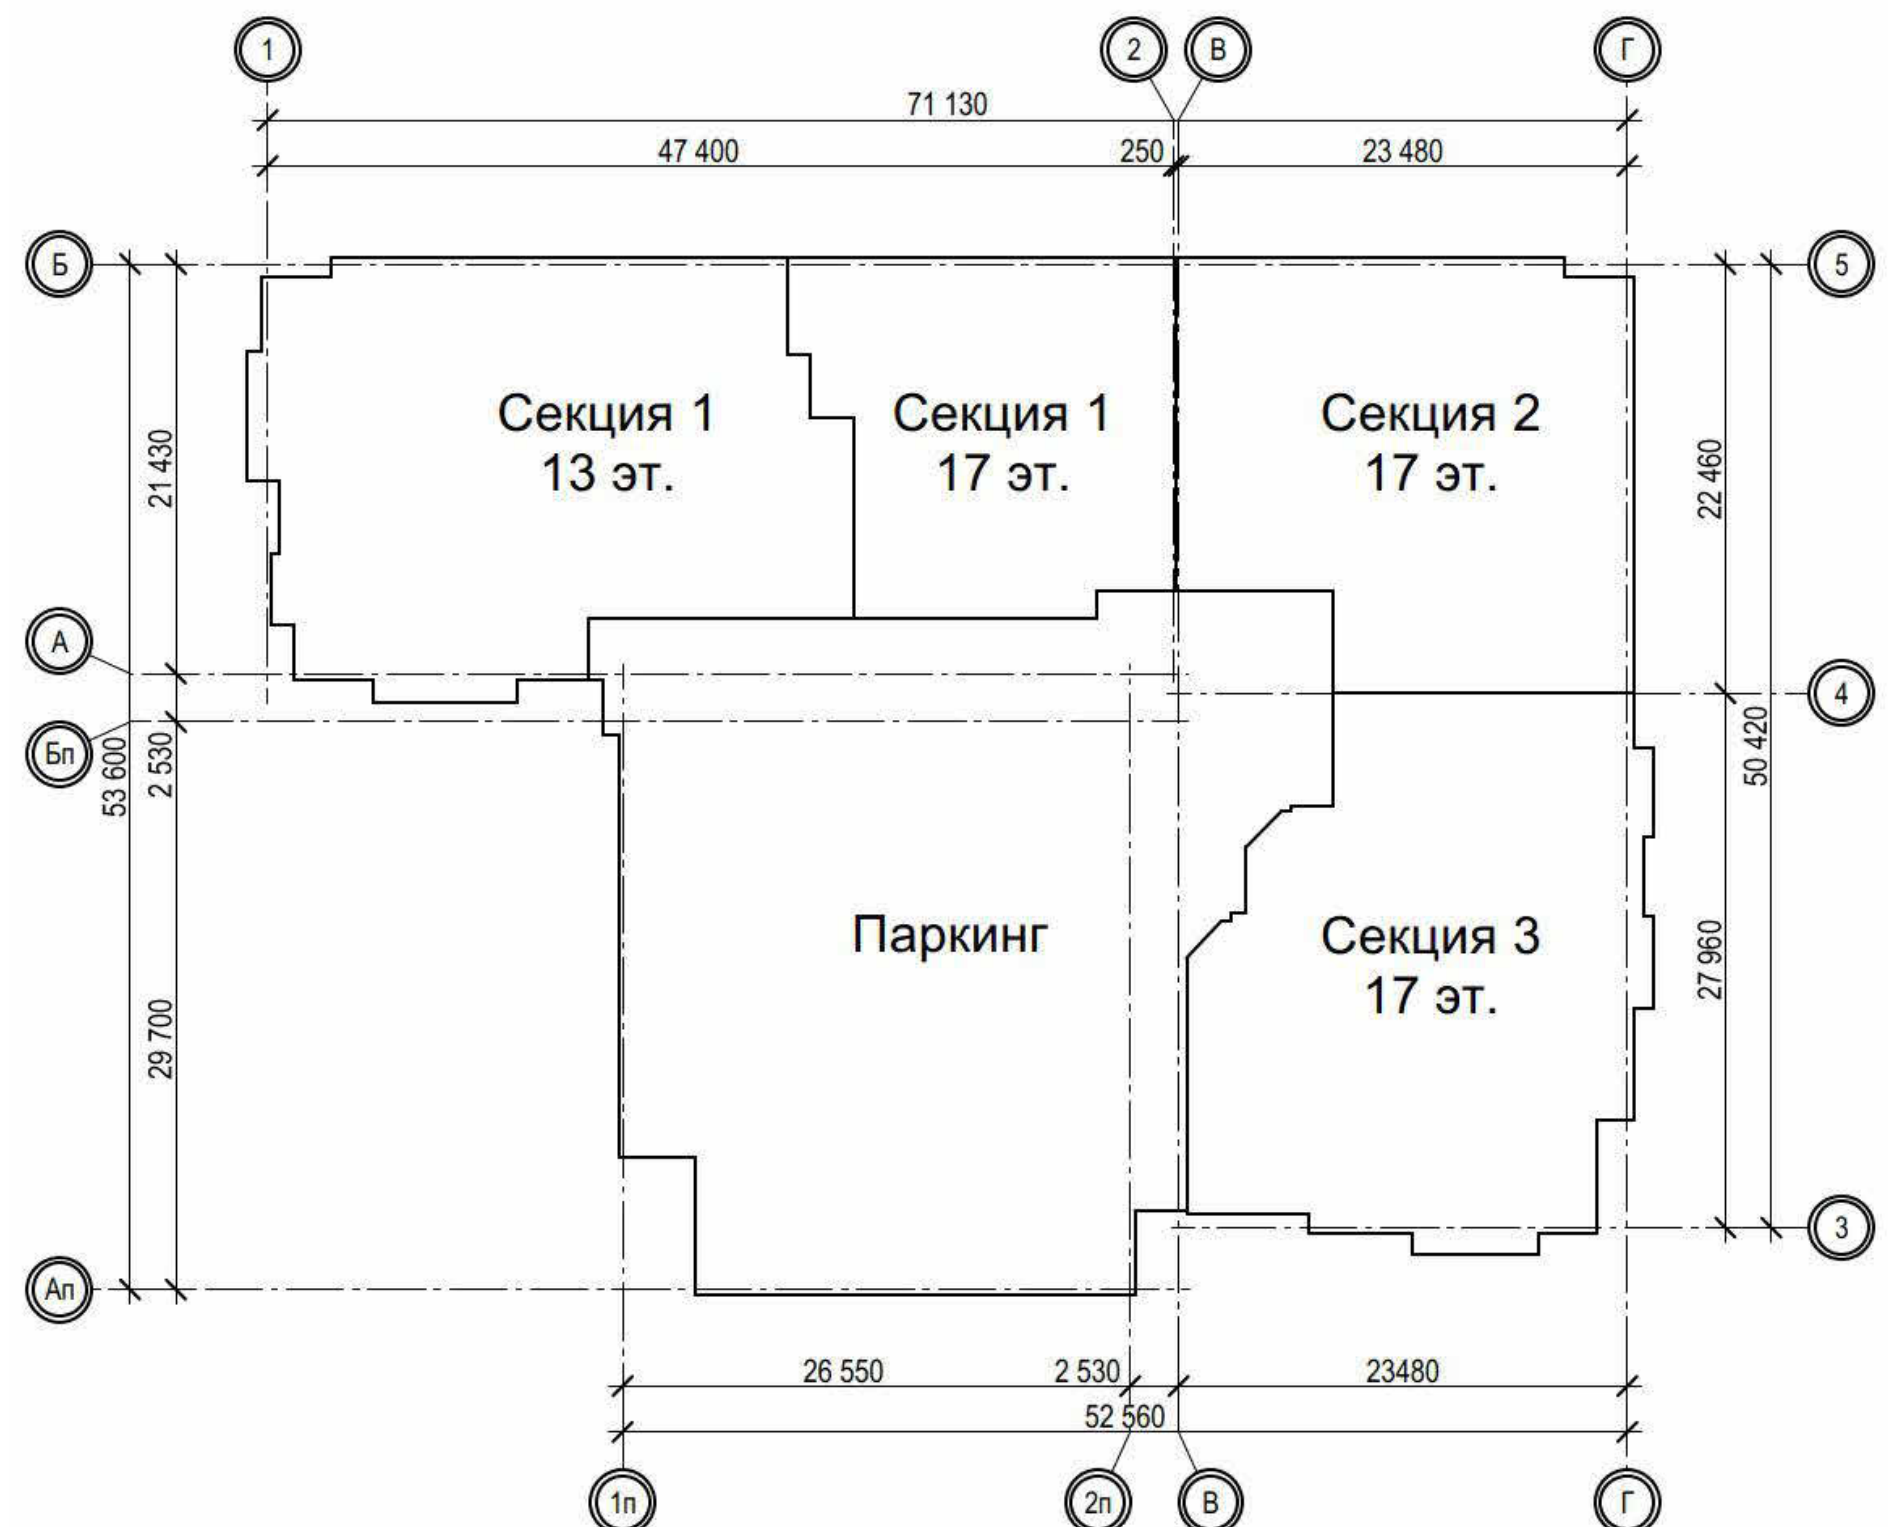 1
2
В
Г
71 130
47 400
250
23 480
Б
5
Секция 1
13 эт.
Секция 1
17 эт.
Секция 2
17 эт.
21 430
22 460
А
4
Бп
53 600
2 530
50 420
Паркинг
Секция 3
17 эт.
29 700
27 960
3
Ап
26 550
2 530
23480
52 560
1п
2п
В
Г